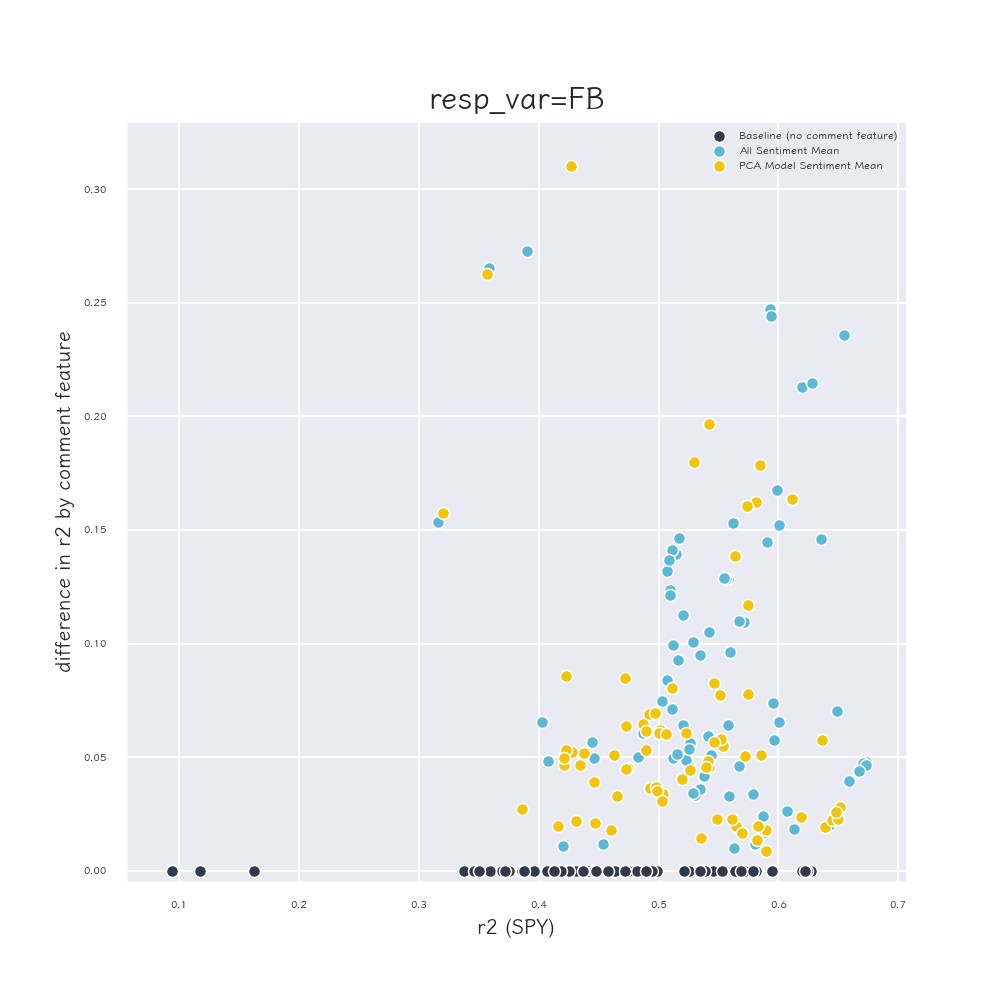 resp_var=FB
Baseline (no comment feature)
All Sentiment Mean
PCA Model Sentiment Mean
difference in r2 by comment feature
0.30
0.25
0.20
0.15
0.10
0.05
0.00
0.1 0.2 0.3 0.4 0.5 0.6 0.7
r2 (SPY)